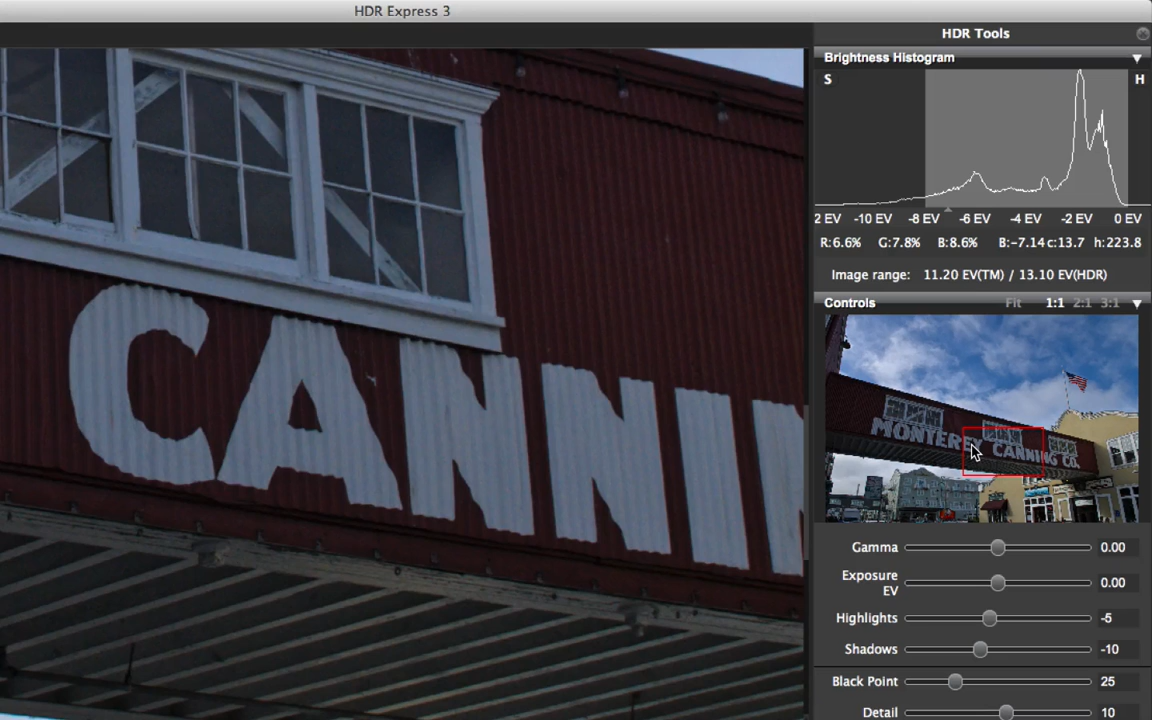 HDR Express 3
HDR Tools
Brightness Histogram
S H
2 EV -10 EV -8 EV -6 EV -4 EV -2 EV 0 EV
R:6.6% G:7.8% B:8.6% B:-7.14 c:13.7 h:223.8
Image range: 11.20 EV(TM) / 13.10 EV(HDR)
Controls Fit 1:1 2:1 3:1
CANNIN
MONTEREY CANNING CO.
Gamma 0.00
Exposure EV 0.00
Highlights -5
Shadows -10
Black Point 25
Detail 10